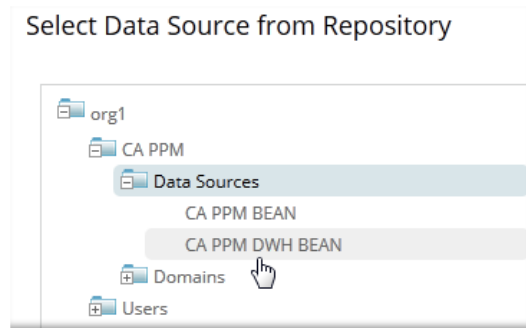 Select Data Source from Repository
org1
CA PPM
Data Sources
CA PPM BEAN
CA PPM DWH BEAN
Domains
Users